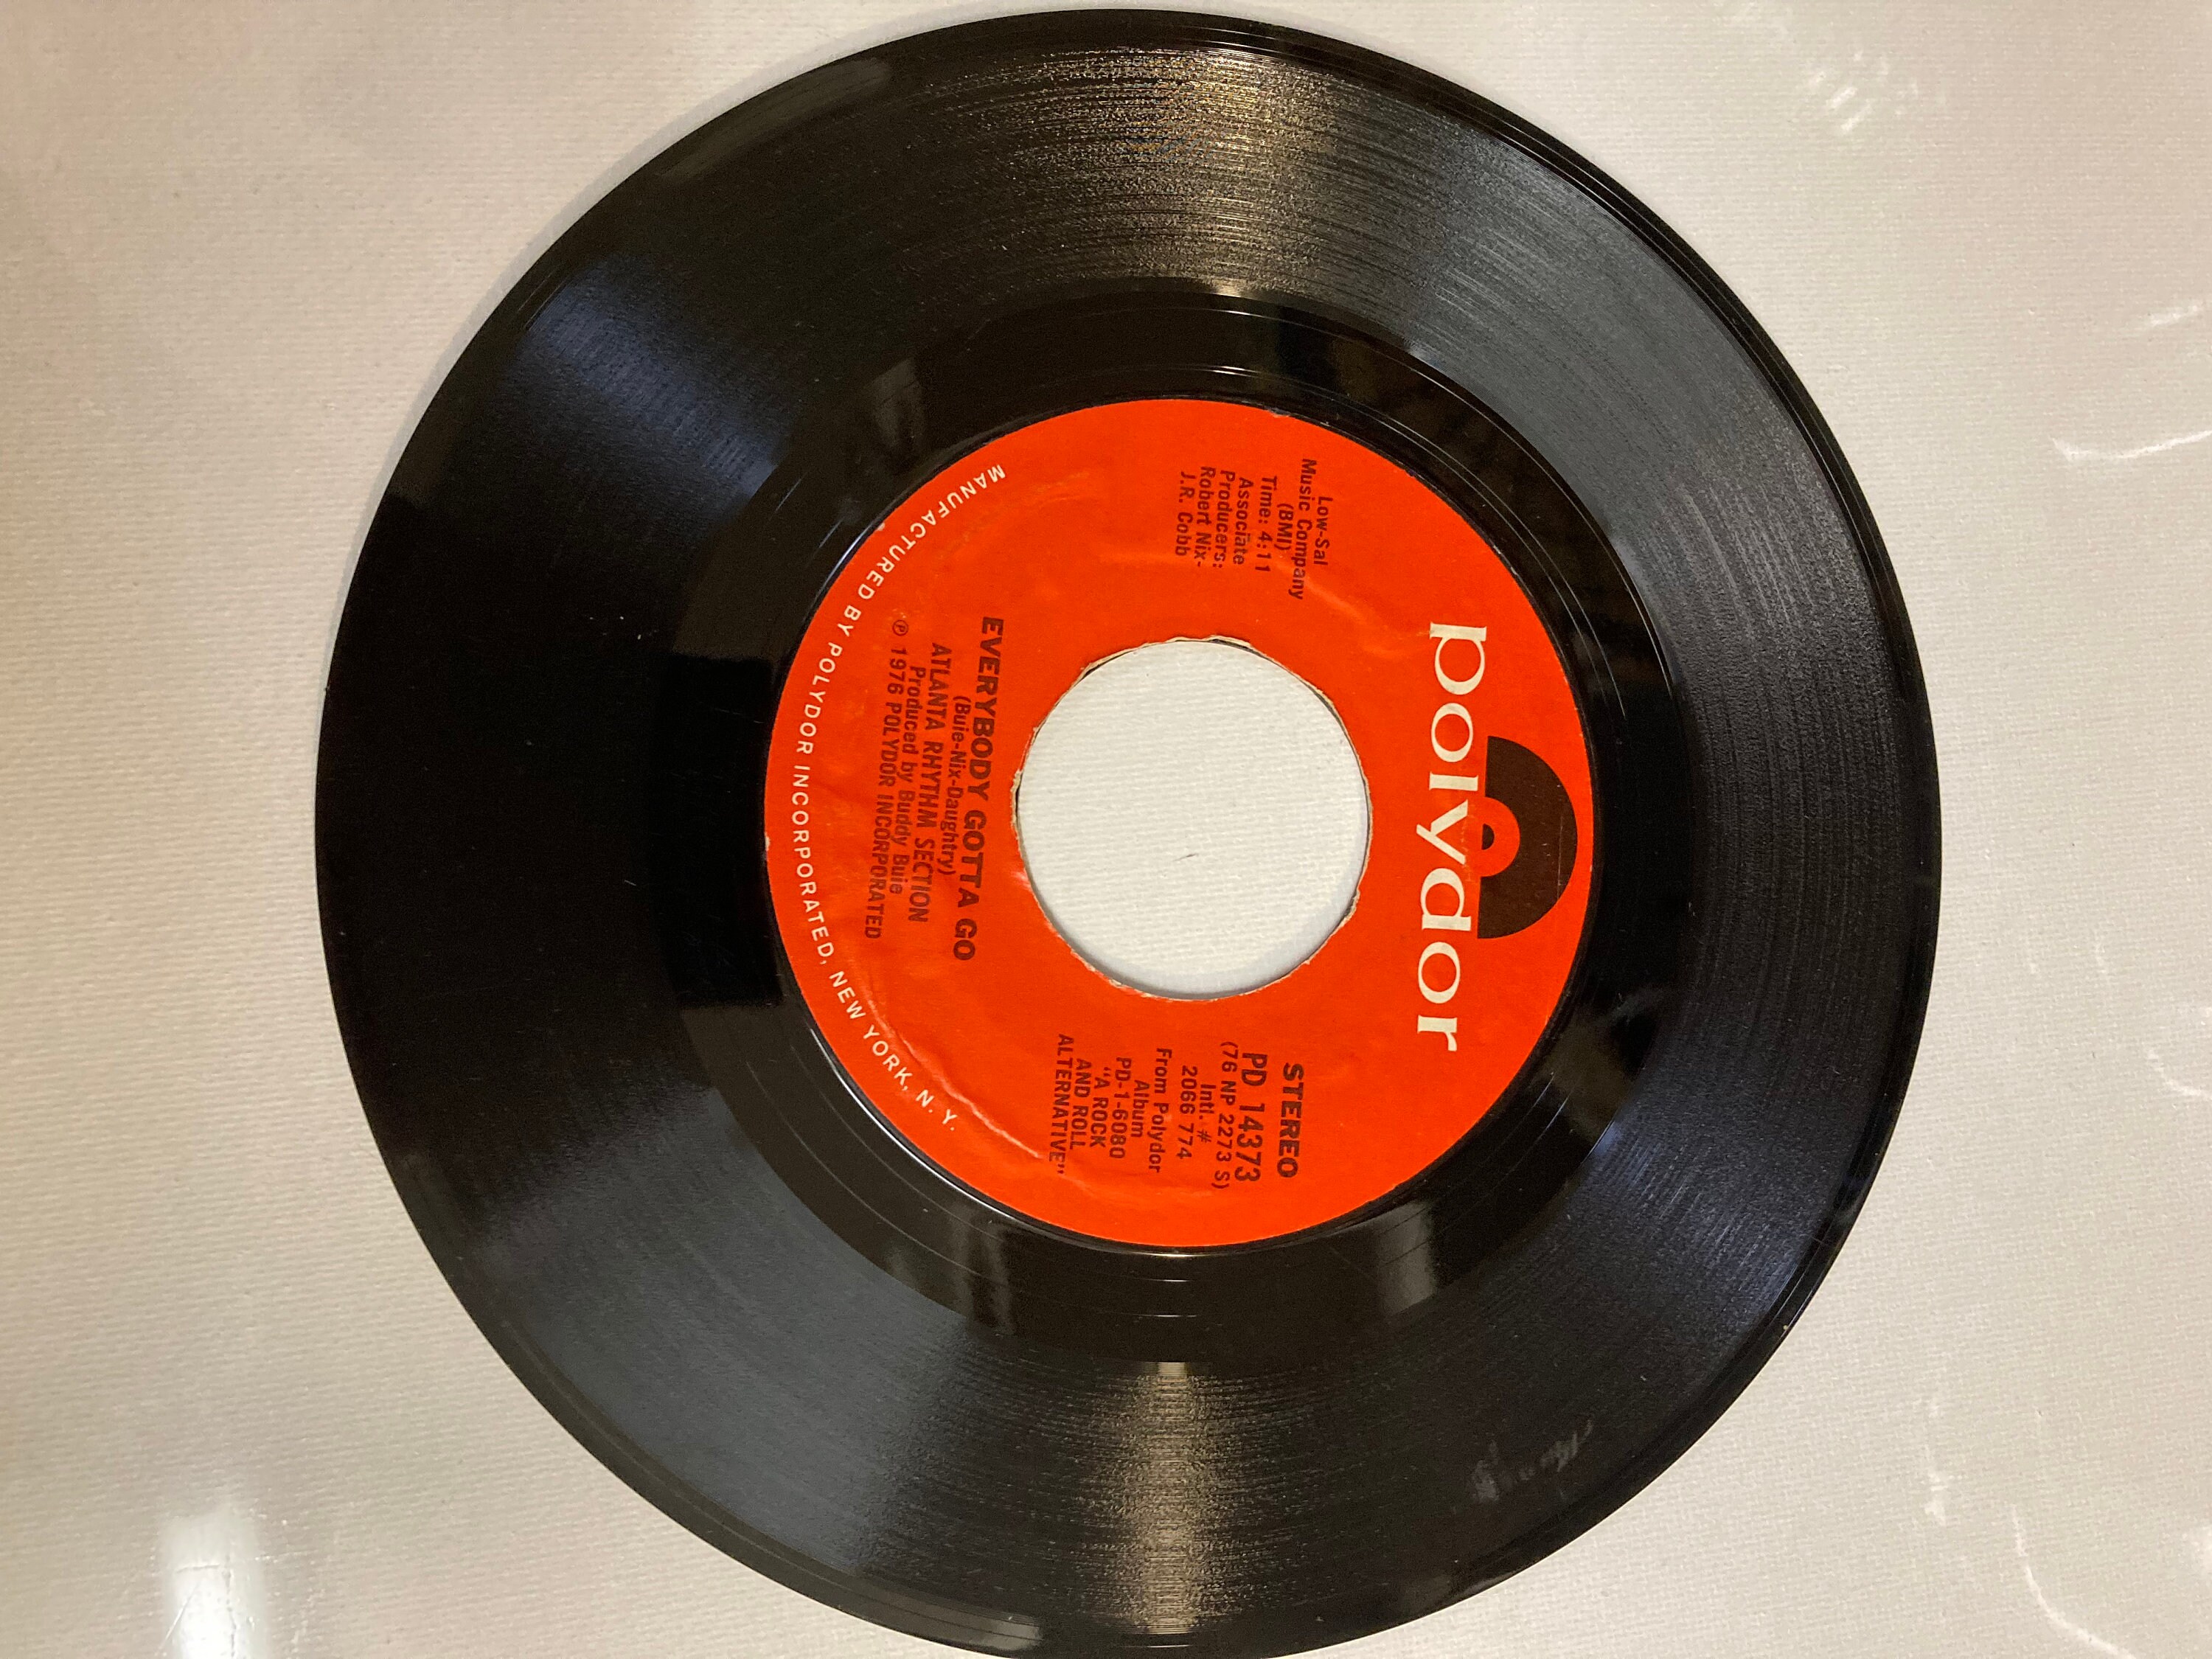 polydor
Low-Sal
Music Company
(BMI)
Time: 4:11
Associate
Producers:
Robert Nix-
J.R. Cobb
STEREO
PD 14373
(76 NP 2273 S)
Intl. #
2066 774
From Polydor
Album
PD-1-6080
"A ROCK
AND ROLL
ALTERNATIVE"
EVERYBODY GOTTA GO
(Buie-Nix-Daughtry)
ATLANTA RHYTHM SECTION
Produced by Buddy Buie
℗ 1976 POLYDOR INCORPORATED
MANUFACTURED BY POLYDOR INCORPORATED, NEW YORK, N. Y.